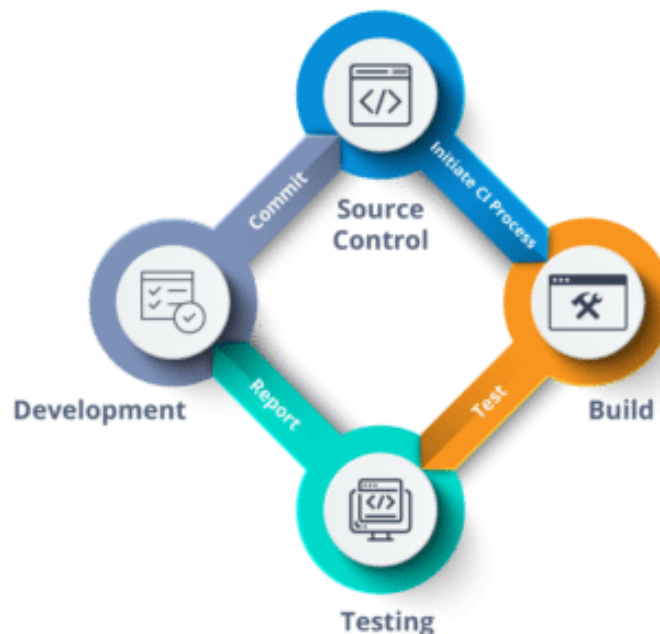 </>
Commit
Initiate CI Process
Source
Control
Development
Build
Report
Test
</>
Testing